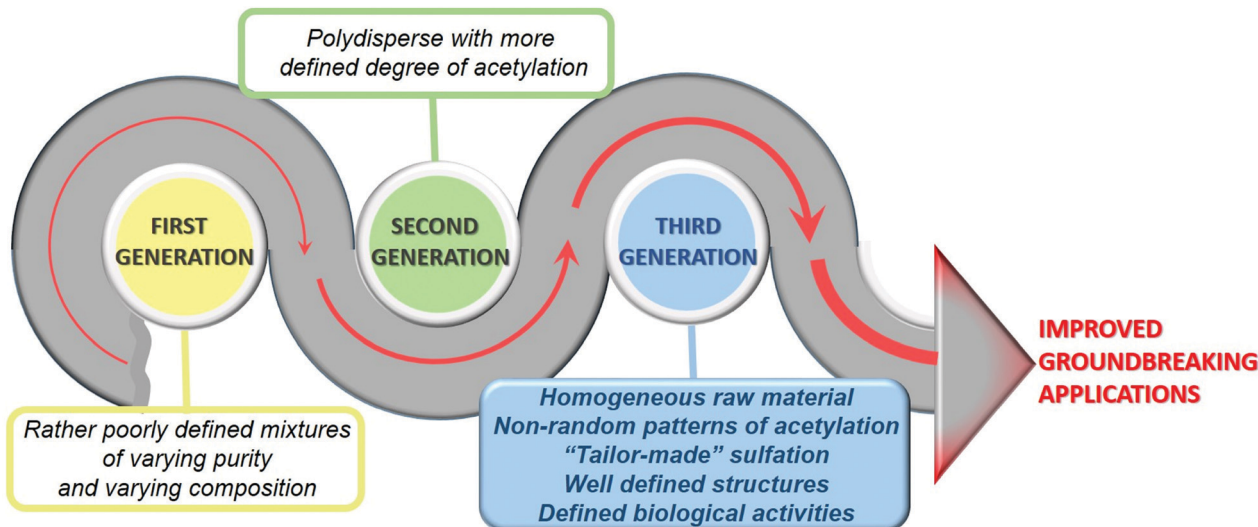 Polydisperse with more
defined degree of acetylation
FIRST
GENERATION
SECOND
GENERATION
THIRD
GENERATION
Rather poorly defined mixtures
of varying purity
and varying composition
Homogeneous raw material
Non-random patterns of acetylation
“Tailor-made” sulfation
Well defined structures
Defined biological activities
IMPROVED
GROUNDBREAKING
APPLICATIONS